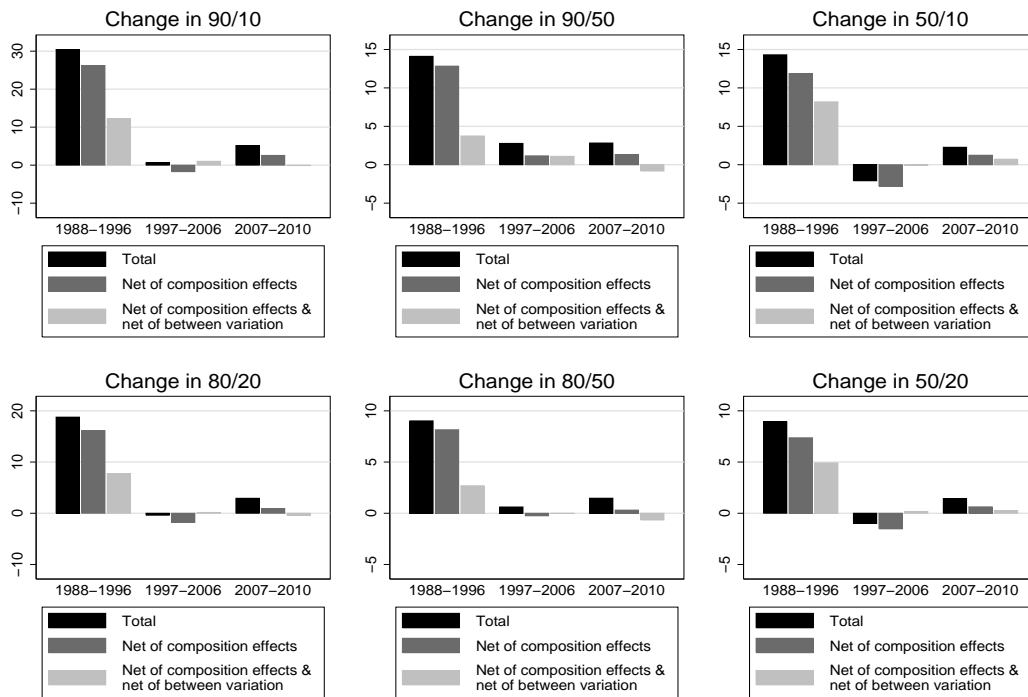 Change in 90/10
30
20
10
0
−10
1988−1996 1997−2006 2007−2010
Total
Net of composition effects
Net of composition effects &
net of between variation
Change in 90/50
15
10
5
0
−5
1988−1996 1997−2006 2007−2010
Total
Net of composition effects
Net of composition effects &
net of between variation
Change in 50/10
15
10
5
0
−5
1988−1996 1997−2006 2007−2010
Total
Net of composition effects
Net of composition effects &
net of between variation
Change in 80/20
20
10
0
−10
1988−1996 1997−2006 2007−2010
Total
Net of composition effects
Net of composition effects &
net of between variation
Change in 80/50
10
5
0
−5
1988−1996 1997−2006 2007−2010
Total
Net of composition effects
Net of composition effects &
net of between variation
Change in 50/20
10
5
0
−5
1988−1996 1997−2006 2007−2010
Total
Net of composition effects
Net of composition effects &
net of between variation